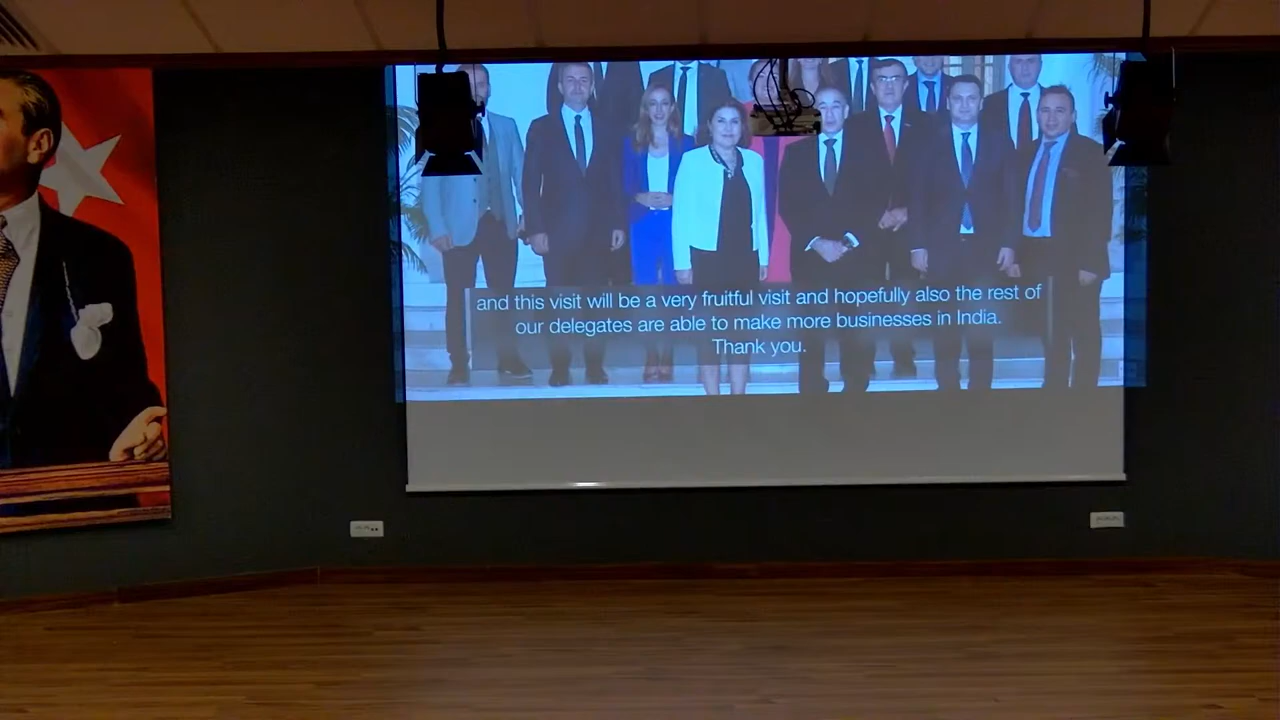 and this visit will be a very fruitful visit and hopefully also the rest of
our delegates are able to make more businesses in India.
Thank you.